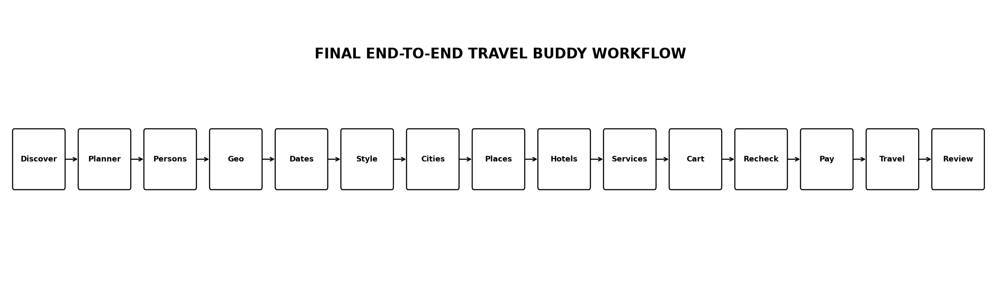 FINAL END-TO-END TRAVEL BUDDY WORKFLOW
Discover
Planner
Persons
Geo
Dates
Style
Cities
Places
Hotels
Services
Cart
Recheck
Pay
Travel
Review